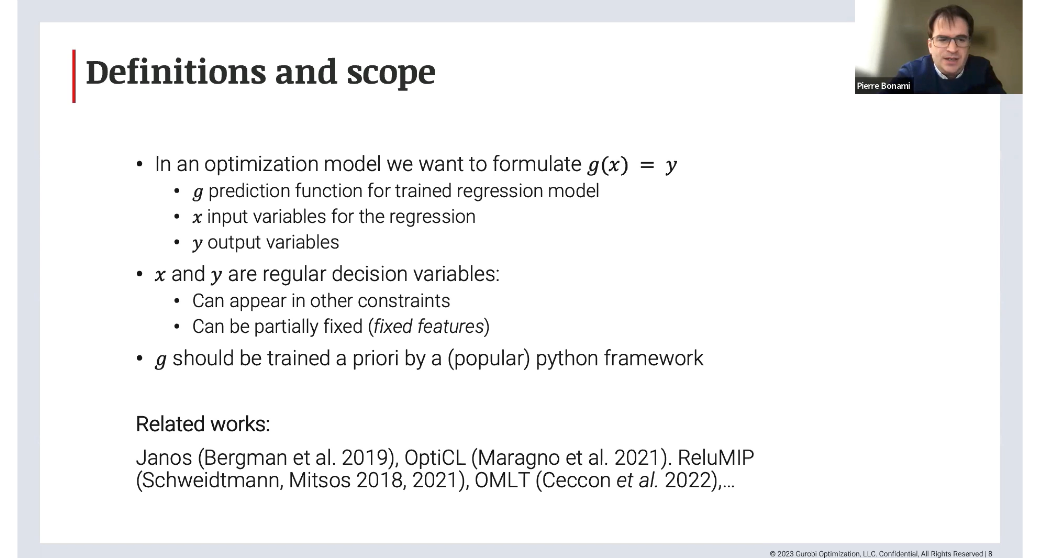 Definitions and scope
Pierre Bonami
• In an optimization model we want to formulate g(x) = y
• g prediction function for trained regression model
• x input variables for the regression
• y output variables
• x and y are regular decision variables:
• Can appear in other constraints
• Can be partially fixed (fixed features)
• g should be trained a priori by a (popular) python framework
Related works:
Janos (Bergman et al. 2019), OptiCL (Maragno et al. 2021). ReluMIP
(Schweidtmann, Mitsos 2018, 2021), OMLT (Ceccon et al. 2022),...
© 2023 Gurobi Optimization, LLC. Confidential, All Rights Reserved | 8